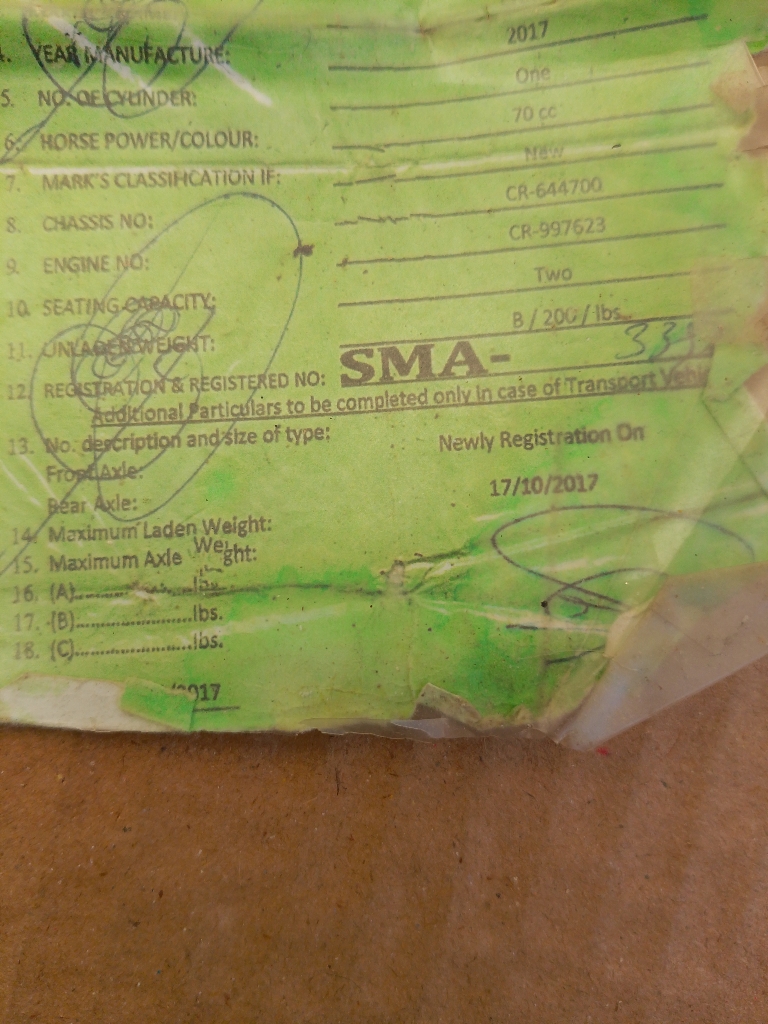 YEAR MANUFACTURE: 2017
5. NO. OF CYLINDER: One
6. HORSE POWER/COLOUR: 70 cc
7. MARK'S CLASSIFICATION IF: New
8. CHASSIS NO: CR-644700
9. ENGINE NO: CR-997623
10. SEATING CAPACITY: Two
11. UNLADEN WEIGHT: B / 200 / lbs.
12. REGISTRATION & REGISTERED NO: SMA-
Additional Particulars to be completed only in case of Transport
13. No. description and size of type: Newly Registration On
Front Axle:
Rear Axle: 17/10/2017
14. Maximum Laden Weight:
15. Maximum Axle Weight:
16. (A)....................lbs.
17. (B)....................lbs.
18. (C)....................lbs.
/2017